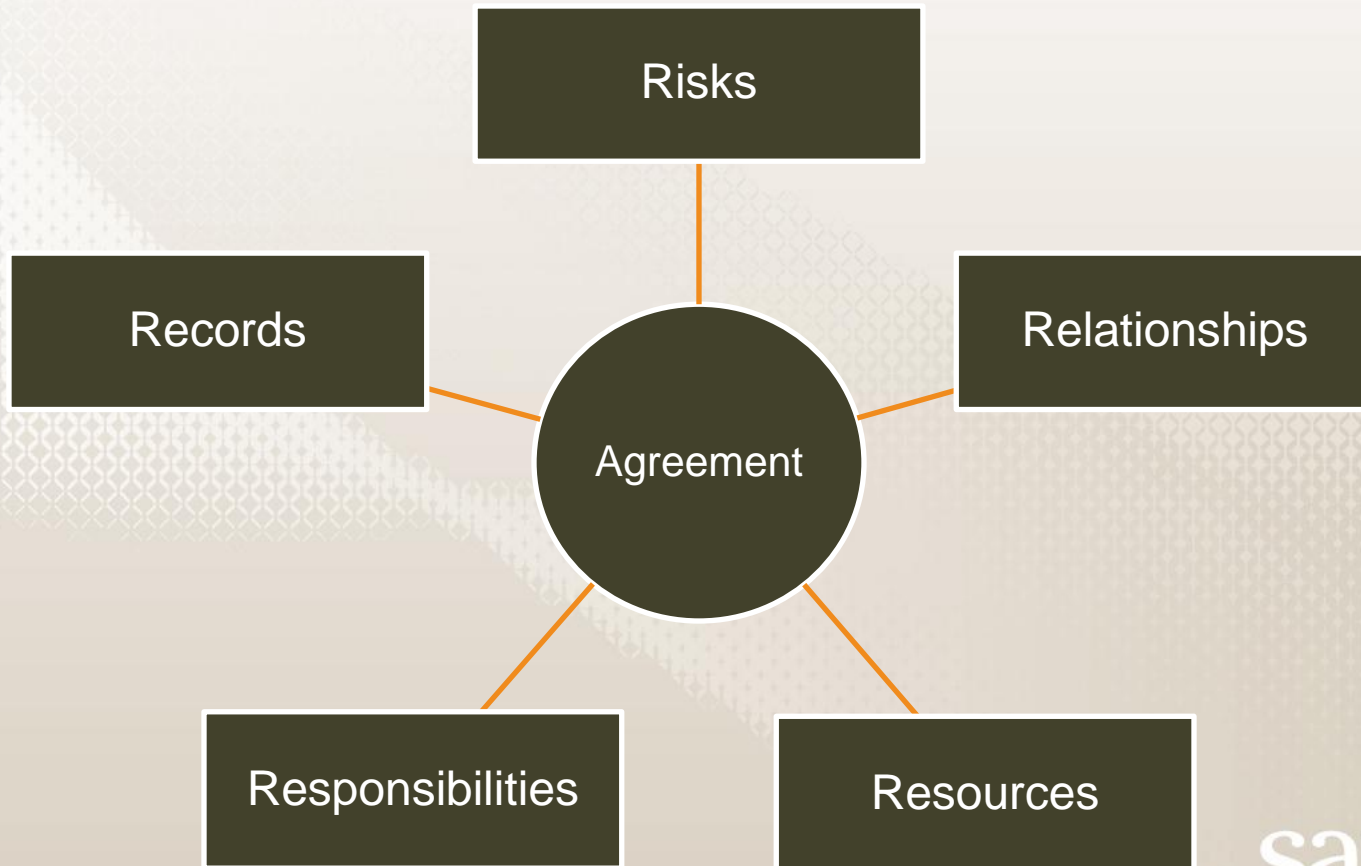 Risks
Records
Relationships
Agreement
Responsibilities
Resources